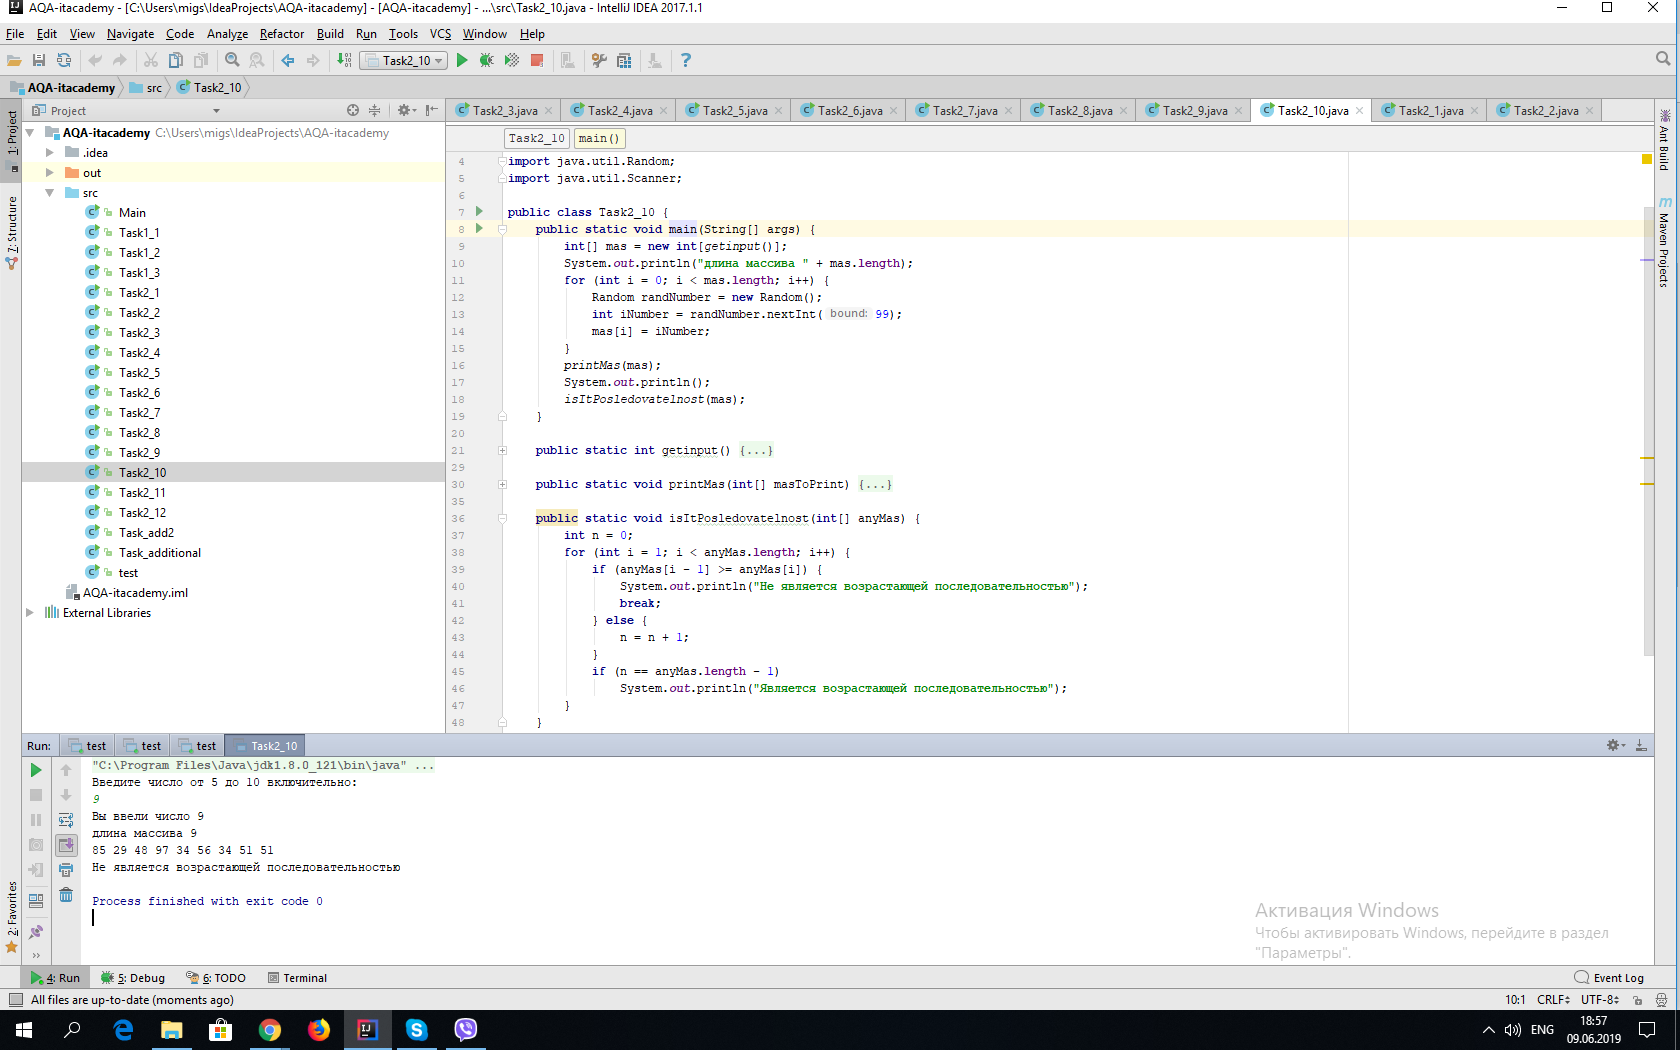 AQA-itacademy - [C:\Users\migs\IdeaProjects\AQA-itacademy] - [AQA-itacademy] - ...\src\Task2_10.java - IntelliJ IDEA 2017.1.1
File Edit View Navigate Code Analyze Refactor Build Run Tools VCS Window Help
Task2_10
AQA-itacademy src Task2_10
Project
Task2_3.java Task2_4.java Task2_5.java Task2_6.java Task2_7.java Task2_8.java Task2_9.java Task2_10.java Task2_1.java Task2_2.java
1: Project
7: Structure
2: Favorites
Ant Build
Maven Projects
AQA-itacademy C:\Users\migs\IdeaProjects\AQA-itacademy
.idea
out
src
Main
Task1_1
Task1_2
Task1_3
Task2_1
Task2_2
Task2_3
Task2_4
Task2_5
Task2_6
Task2_7
Task2_8
Task2_9
Task2_10
Task2_11
Task2_12
Task_add2
Task_additional
test
AQA-itacademy.iml
External Libraries
Task2_10 main()
4 import java.util.Random;
5 import java.util.Scanner;
6
7 public class Task2_10 {
8 public static void main(String[] args) {
9 int[] mas = new int[getinput()];
10 System.out.println("длина массива " + mas.length);
11 for (int i = 0; i < mas.length; i++) {
12 Random randNumber = new Random();
13 int iNumber = randNumber.nextInt( bound: 99);
14 mas[i] = iNumber;
15 }
16 printMas(mas);
17 System.out.println();
18 isItPosledovatelnost(mas);
19 }
20
21 public static int getinput() {...}
29
30 public static void printMas(int[] masToPrint) {...}
35
36 public static void isItPosledovatelnost(int[] anyMas) {
37 int n = 0;
38 for (int i = 1; i < anyMas.length; i++) {
39 if (anyMas[i - 1] >= anyMas[i]) {
40 System.out.println("Не является возрастающей последовательностью");
41 break;
42 } else {
43 n = n + 1;
44 }
45 if (n == anyMas.length - 1)
46 System.out.println("Является возрастающей последовательностью");
47 }
48 }
Run: test test test Task2_10
"C:\Program Files\Java\jdk1.8.0_121\bin\java" ...
Введите число от 5 до 10 включительно:
9
Вы ввели число 9
длина массива 9
85 29 48 97 34 56 34 51 51
Не является возрастающей последовательностью
Process finished with exit code 0
Активация Windows
Чтобы активировать Windows, перейдите в раздел
"Параметры".
4: Run 5: Debug 6: TODO Terminal Event Log
All files are up-to-date (moments ago) 10:1 CRLF UTF-8
ENG 18:57
09.06.2019